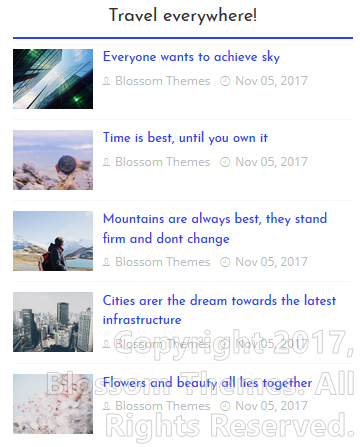 Travel everywhere!
Everyone wants to achieve sky
Blossom Themes Nov 05, 2017
Time is best, until you own it
Blossom Themes Nov 05, 2017
Mountains are always best, they stand
firm and dont change
Blossom Themes Nov 05, 2017
Cities arer the dream towards the latest
infrastructure
Blossom Themes Nov 05, 2017
Copyright 2017,
Flowers and beauty all lies together
Blossom Themes. All
Blossom Themes Nov 05, 2017
Rights Reserved.